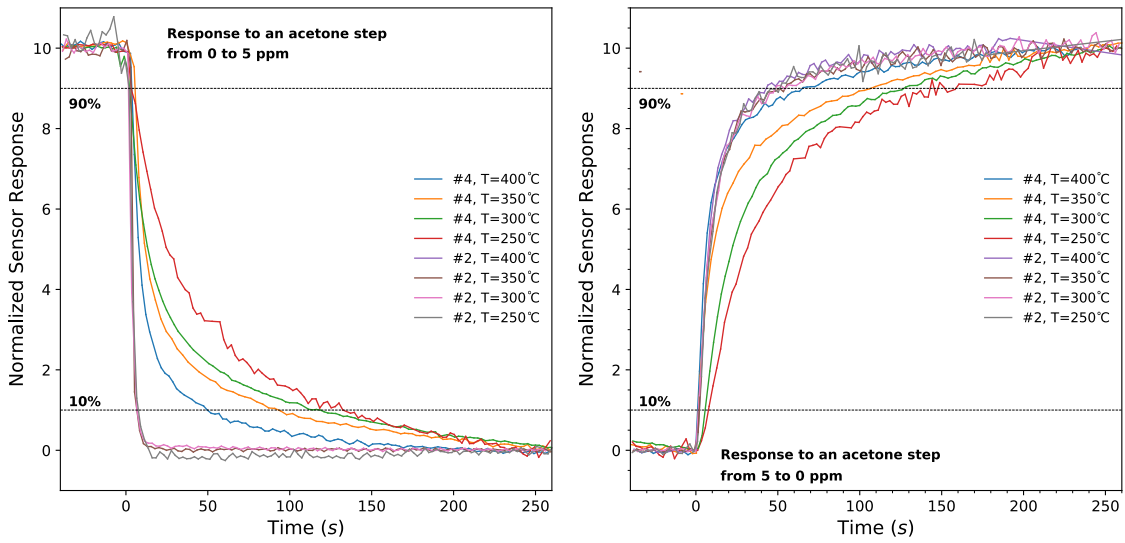 Response to an acetone step
from 0 to 5 ppm
90%
10%
Normalized Sensor Response
10
8
6
4
2
0
#4, T=400°C
#4, T=350°C
#4, T=300°C
#4, T=250°C
#2, T=400°C
#2, T=350°C
#2, T=300°C
#2, T=250°C
0 50 100 150 200 250
Time (s)
90%
10%
Normalized Sensor Response
10
8
6
4
2
0
#4, T=400°C
#4, T=350°C
#4, T=300°C
#4, T=250°C
#2, T=400°C
#2, T=350°C
#2, T=300°C
#2, T=250°C
Response to an acetone step
from 5 to 0 ppm
0 50 100 150 200 250
Time (s)